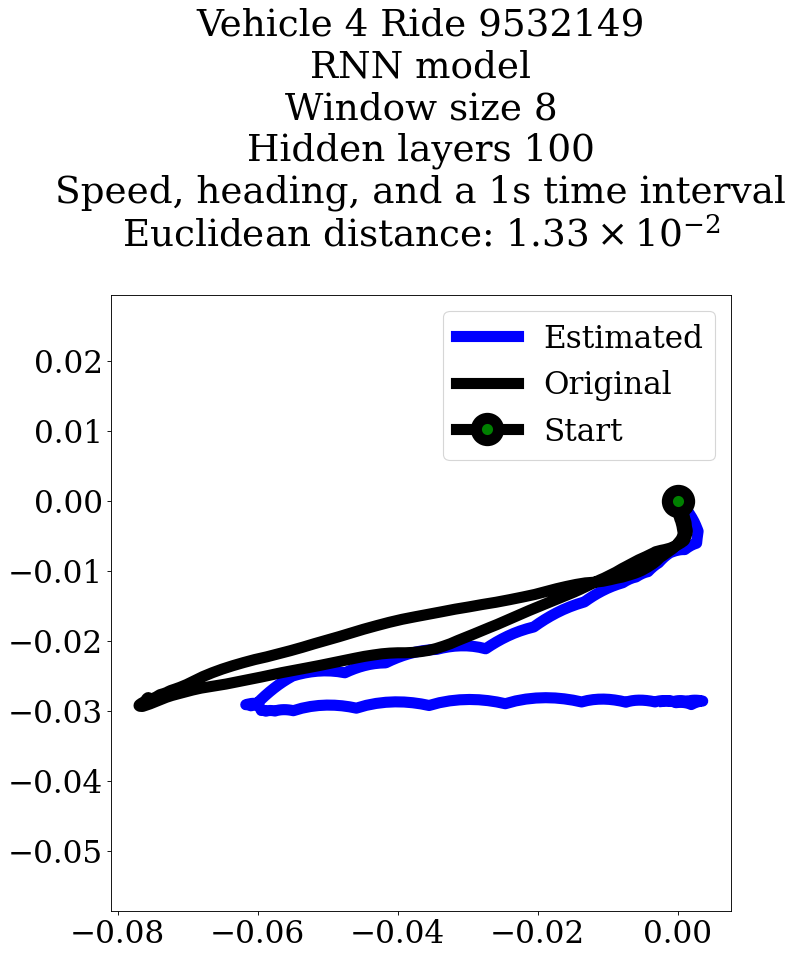 Vehicle 4 Ride 9532149
RNN model
Window size 8
Hidden layers 100
Speed, heading, and a 1s time interval
Euclidean distance: 1.33 × 10⁻²
Estimated
Original
Start
0.02
0.01
0.00
−0.01
−0.02
−0.03
−0.04
−0.05
−0.08 −0.06 −0.04 −0.02 0.00